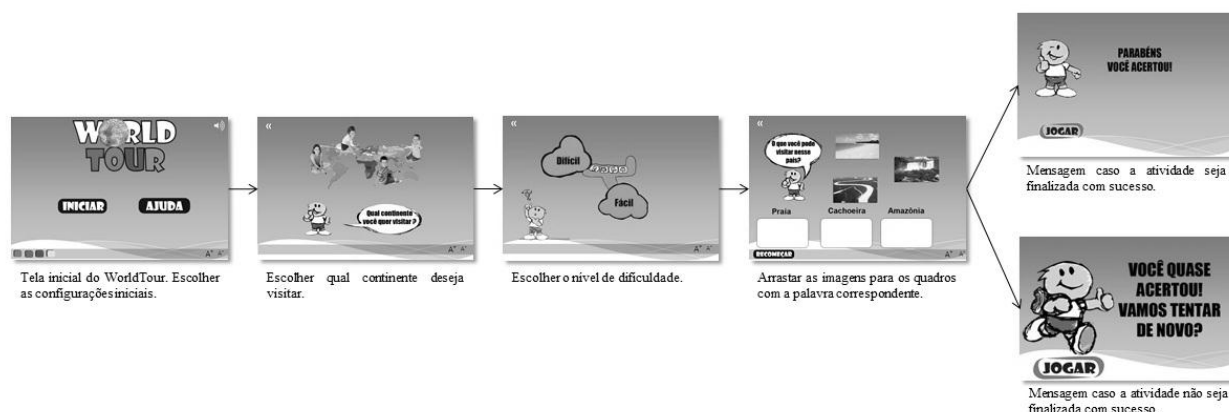 WORLD
TOUR
INICIAR
AJUDA
A+ A-
Tela inicial do WorldTour. Escolher
as configurações iniciais.
«
Qual continente
você quer visitar ?
A+ A-
Escolher qual continente deseja
visitar.
«
Difícil
Fácil
A+ A-
Escolher o nível de dificuldade.
«
O que você pode
visitar nesse
país?
Praia
Cachoeira
Amazônia
RECOMEÇAR
A+ A-
Arrastar as imagens para os quadros
com a palavra correspondente.
PARABÉNS
VOCÊ ACERTOU!
JOGAR
Mensagem caso a atividade seja
finalizada com sucesso.
VOCÊ QUASE
ACERTOU!
VAMOS TENTAR
DE NOVO?
JOGAR
Mensagem caso a atividade não seja
finalizada com sucesso